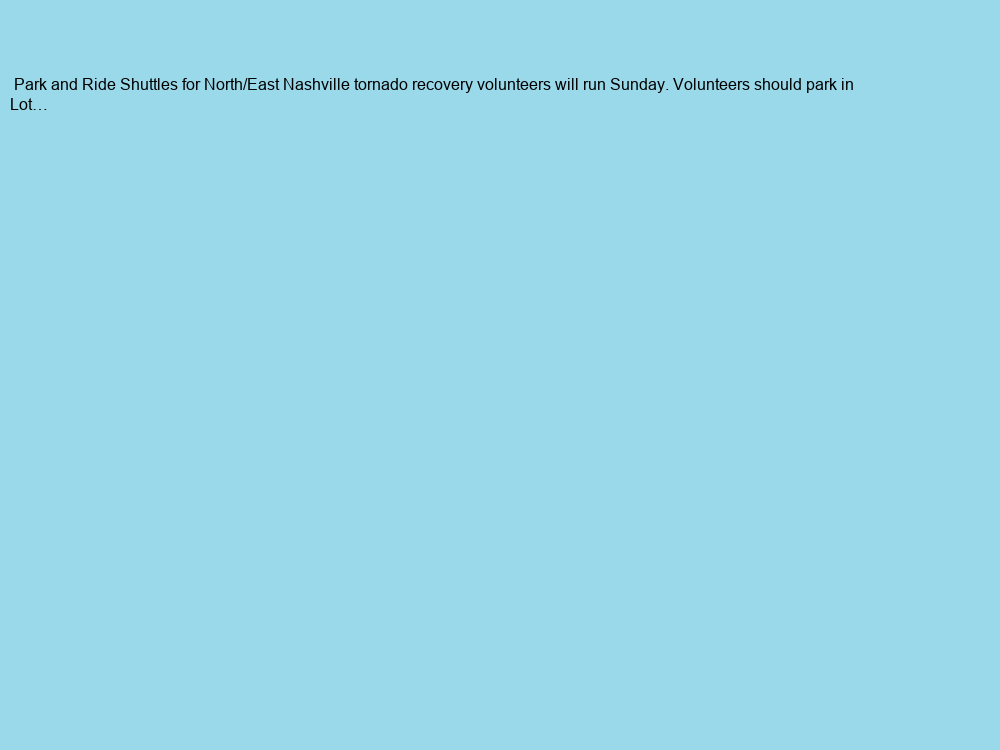 Park and Ride Shuttles for North/East Nashville tornado recovery volunteers will run Sunday. Volunteers should park in
Lot…